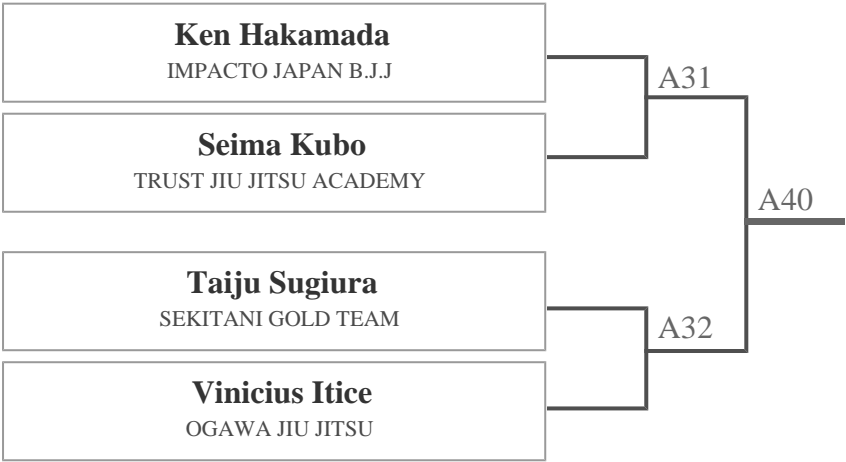 Ken Hakamada
IMPACTO JAPAN B.J.J
A31
Seima Kubo
TRUST JIU JITSU ACADEMY
A40
Taiju Sugiura
SEKITANI GOLD TEAM
A32
Vinicius Itice
OGAWA JIU JITSU